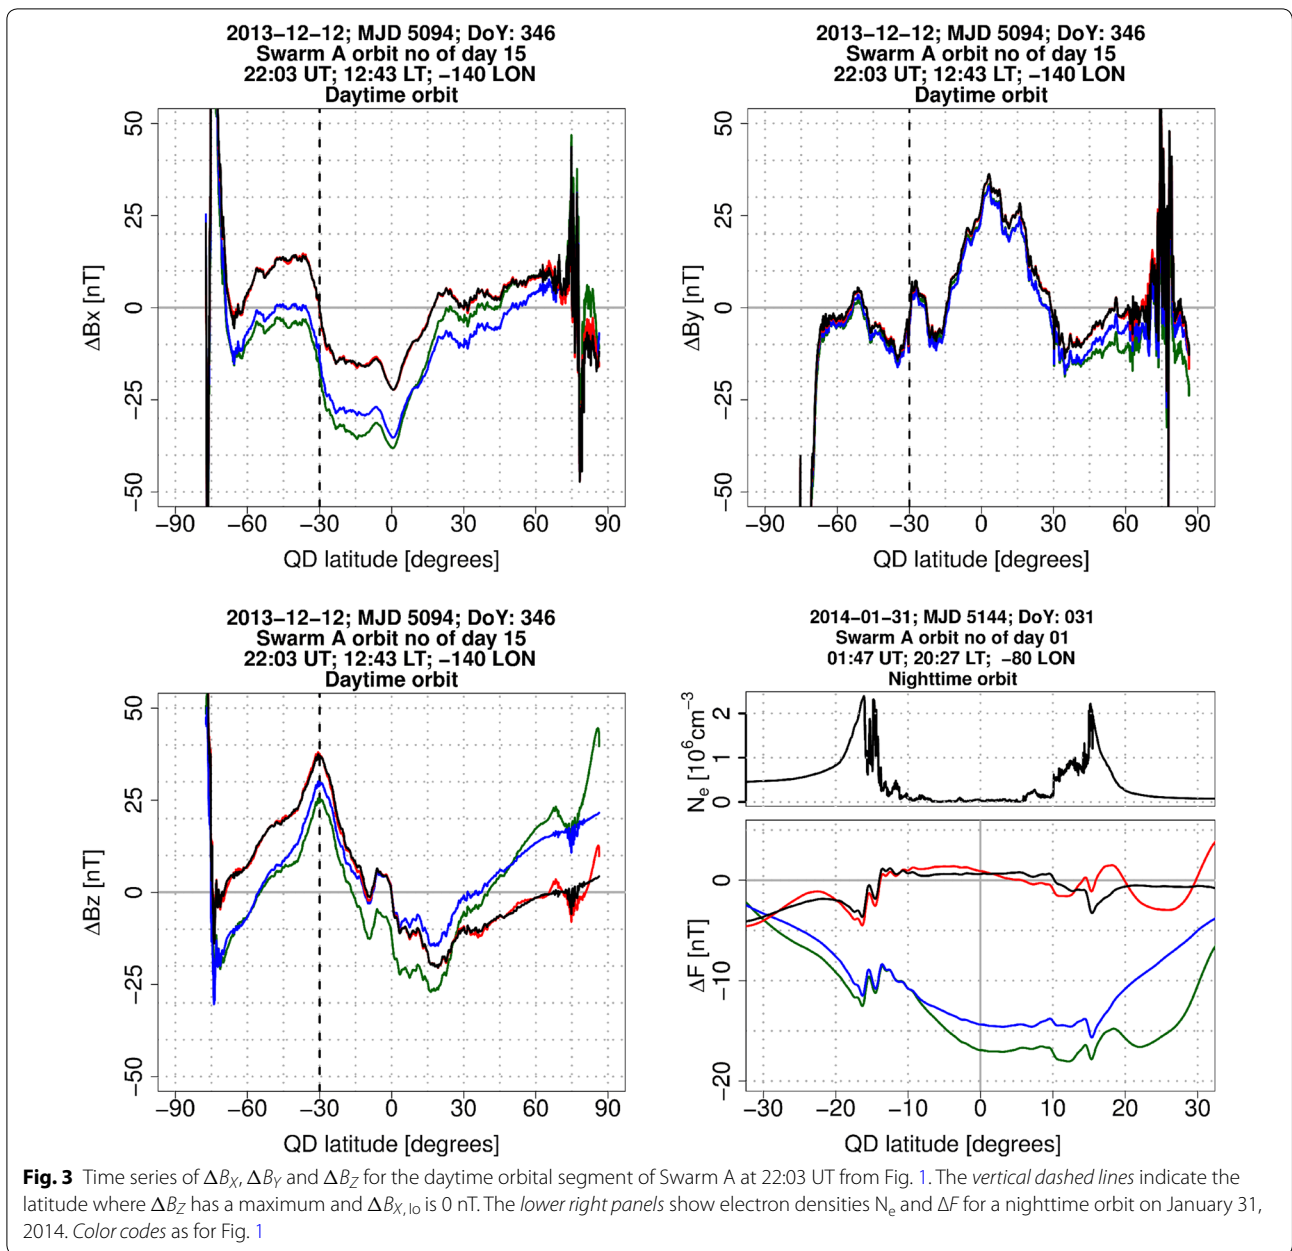 2013−12−12; MJD 5094; DoY: 346
Swarm A orbit no of day 15
22:03 UT; 12:43 LT; −140 LON
Daytime orbit
50
25
0
−25
−50
ΔBx [nT]
−90 −60 −30 0 30 60 90
QD latitude [degrees]
2013−12−12; MJD 5094; DoY: 346
Swarm A orbit no of day 15
22:03 UT; 12:43 LT; −140 LON
Daytime orbit
50
25
0
−25
−50
ΔBy [nT]
−90 −60 −30 0 30 60 90
QD latitude [degrees]
2013−12−12; MJD 5094; DoY: 346
Swarm A orbit no of day 15
22:03 UT; 12:43 LT; −140 LON
Daytime orbit
50
25
0
−25
−50
ΔBz [nT]
−90 −60 −30 0 30 60 90
QD latitude [degrees]
2014−01−31; MJD 5144; DoY: 031
Swarm A orbit no of day 01
01:47 UT; 20:27 LT; −80 LON
Nighttime orbit
2
1
0
Nₑ [10⁶cm⁻³]
0
−10
−20
ΔF [nT]
−30 −20 −10 0 10 20 30
QD latitude [degrees]
Fig. 3 Time series of ΔB_X, ΔB_Y and ΔB_Z for the daytime orbital segment of Swarm A at 22:03 UT from Fig. 1. The vertical dashed lines indicate the
latitude where ΔB_Z has a maximum and ΔB_X, lo is 0 nT. The lower right panels show electron densities Nₑ and ΔF for a nighttime orbit on January 31,
2014. Color codes as for Fig. 1